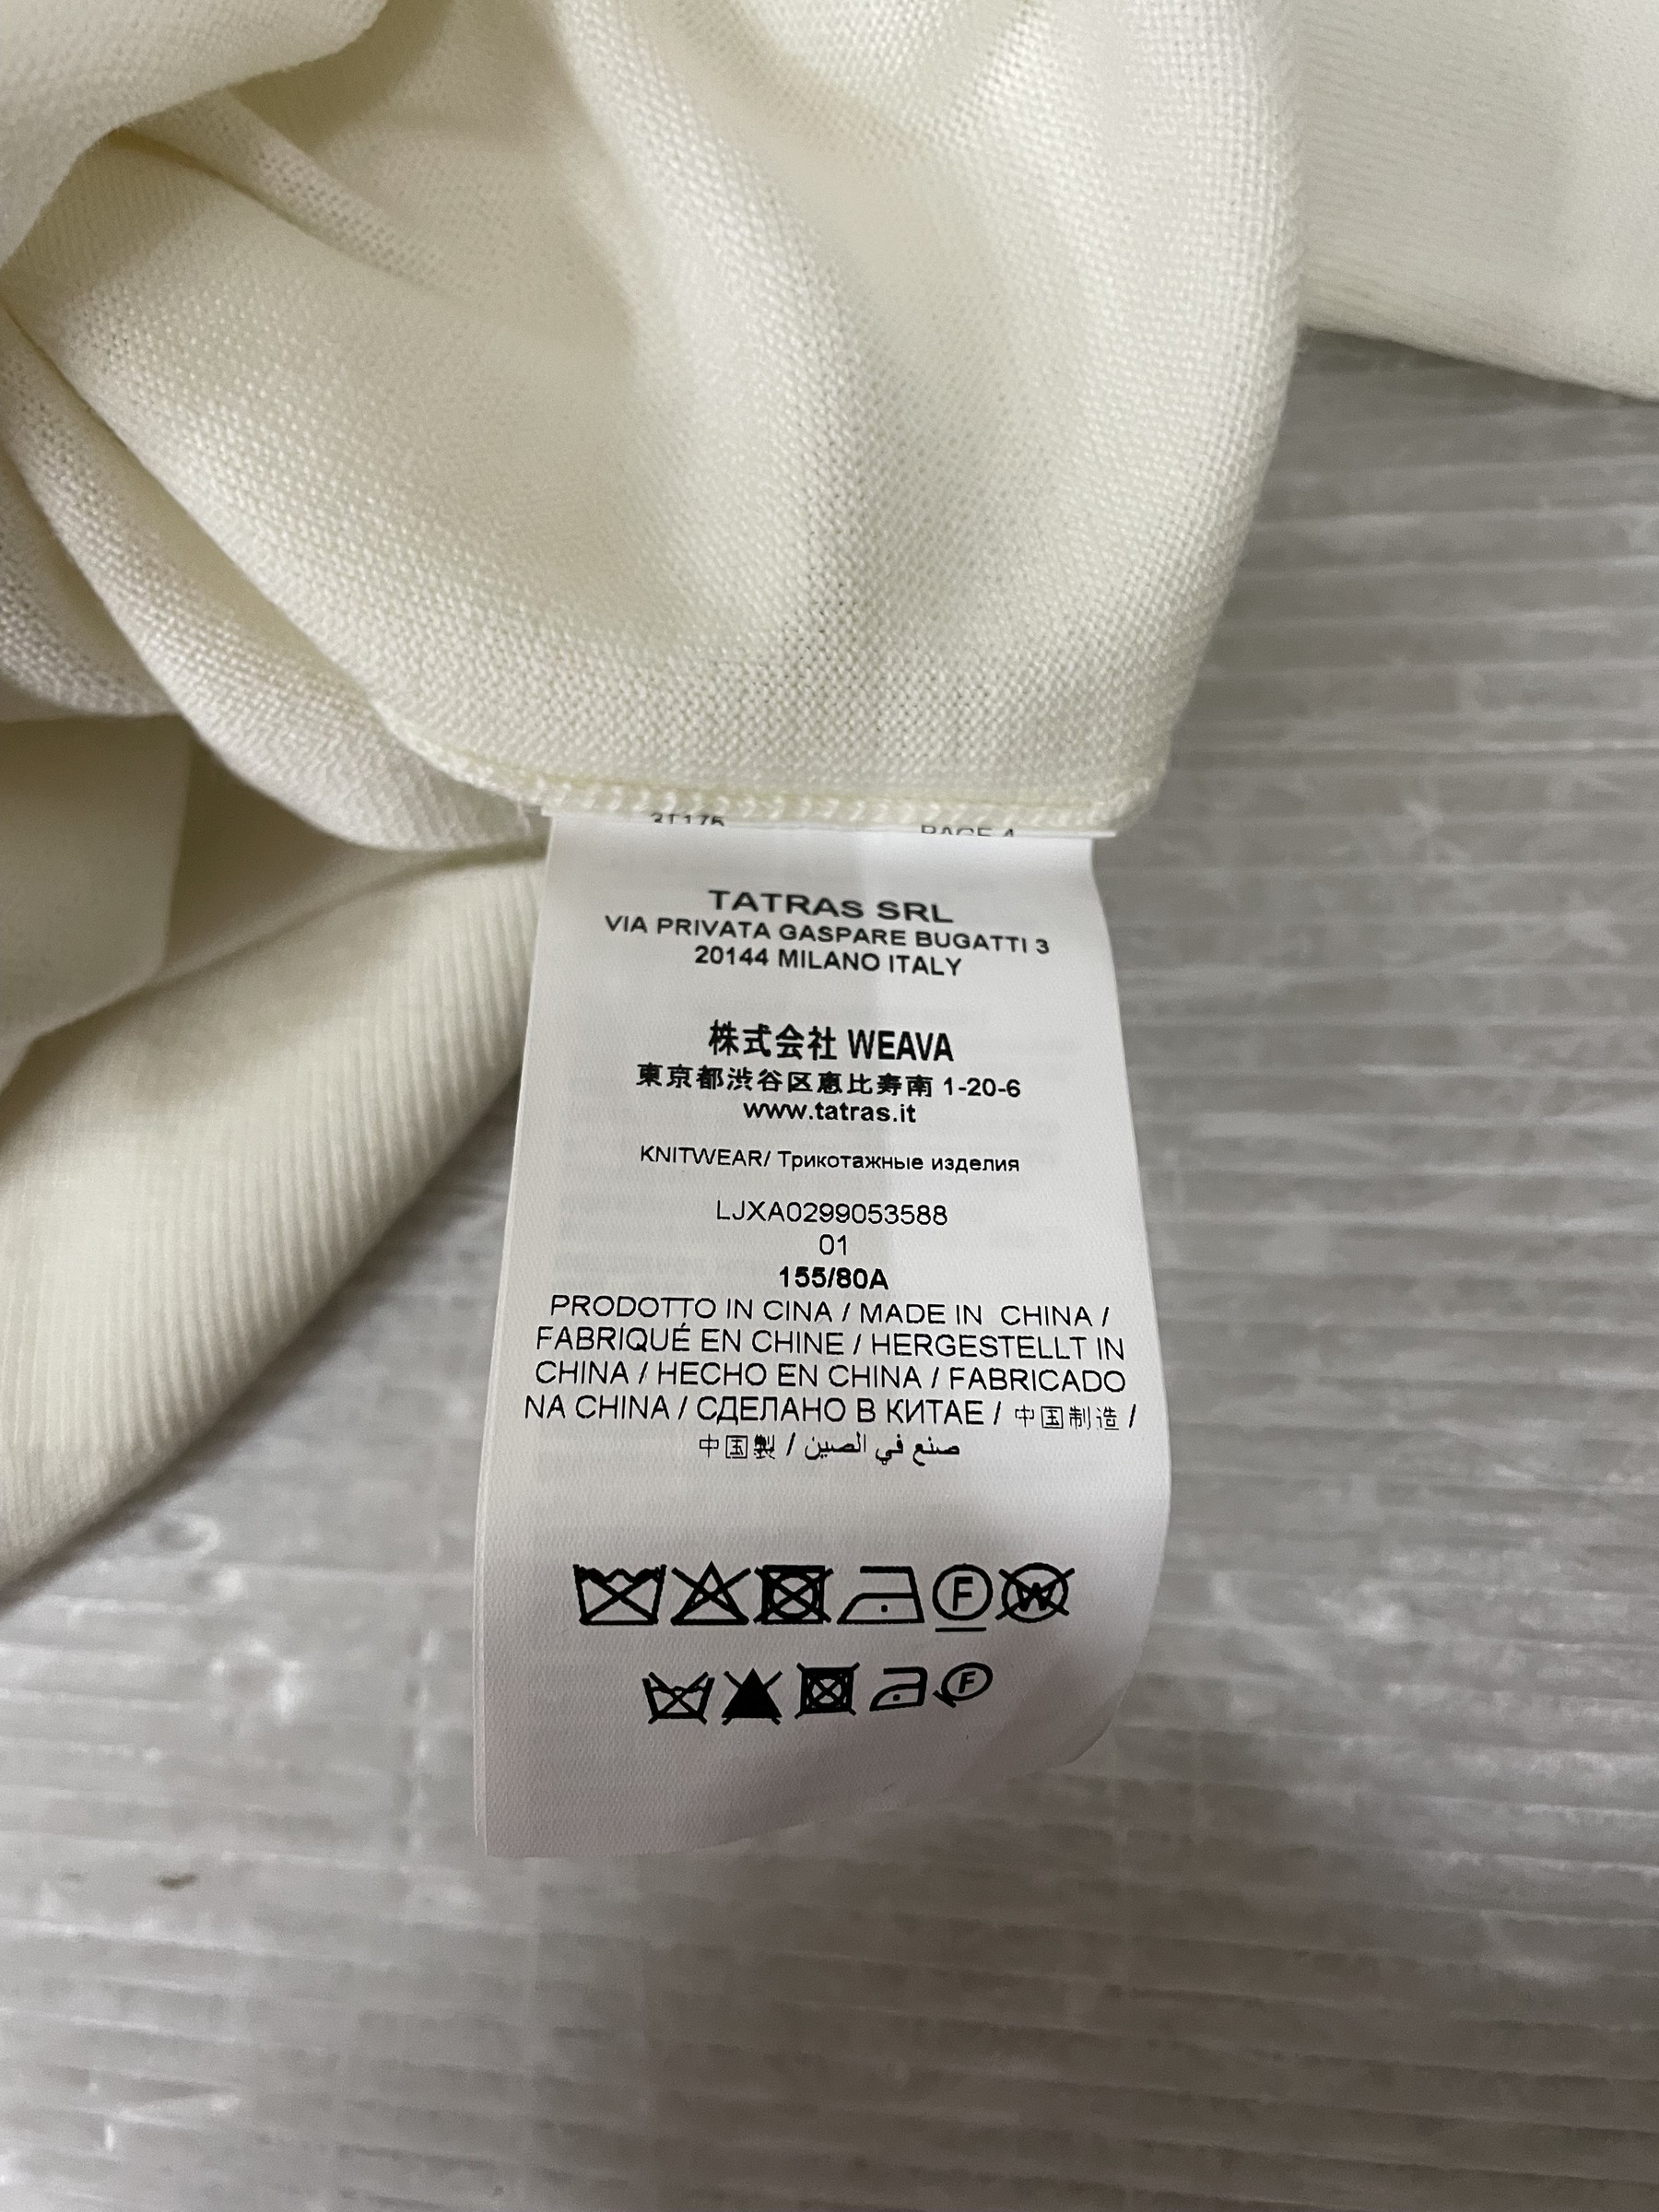 21175 PAGE 4
TATRAS SRL
VIA PRIVATA GASPARE BUGATTI 3
20144 MILANO ITALY
株式会社 WEAVA
東京都渋谷区恵比寿南 1-20-6
www.tatras.it
KNITWEAR/ Трикотажные изделия
LJXA0299053588
01
155/80A
PRODOTTO IN CINA / MADE IN CHINA /
FABRIQUÉ EN CHINE / HERGESTELLT IN
CHINA / HECHO EN CHINA / FABRICADO
NA CHINA / СДЕЛАНО В КИТАЕ / 中国制造 /
中国製 / صنع في الصين
F W
F